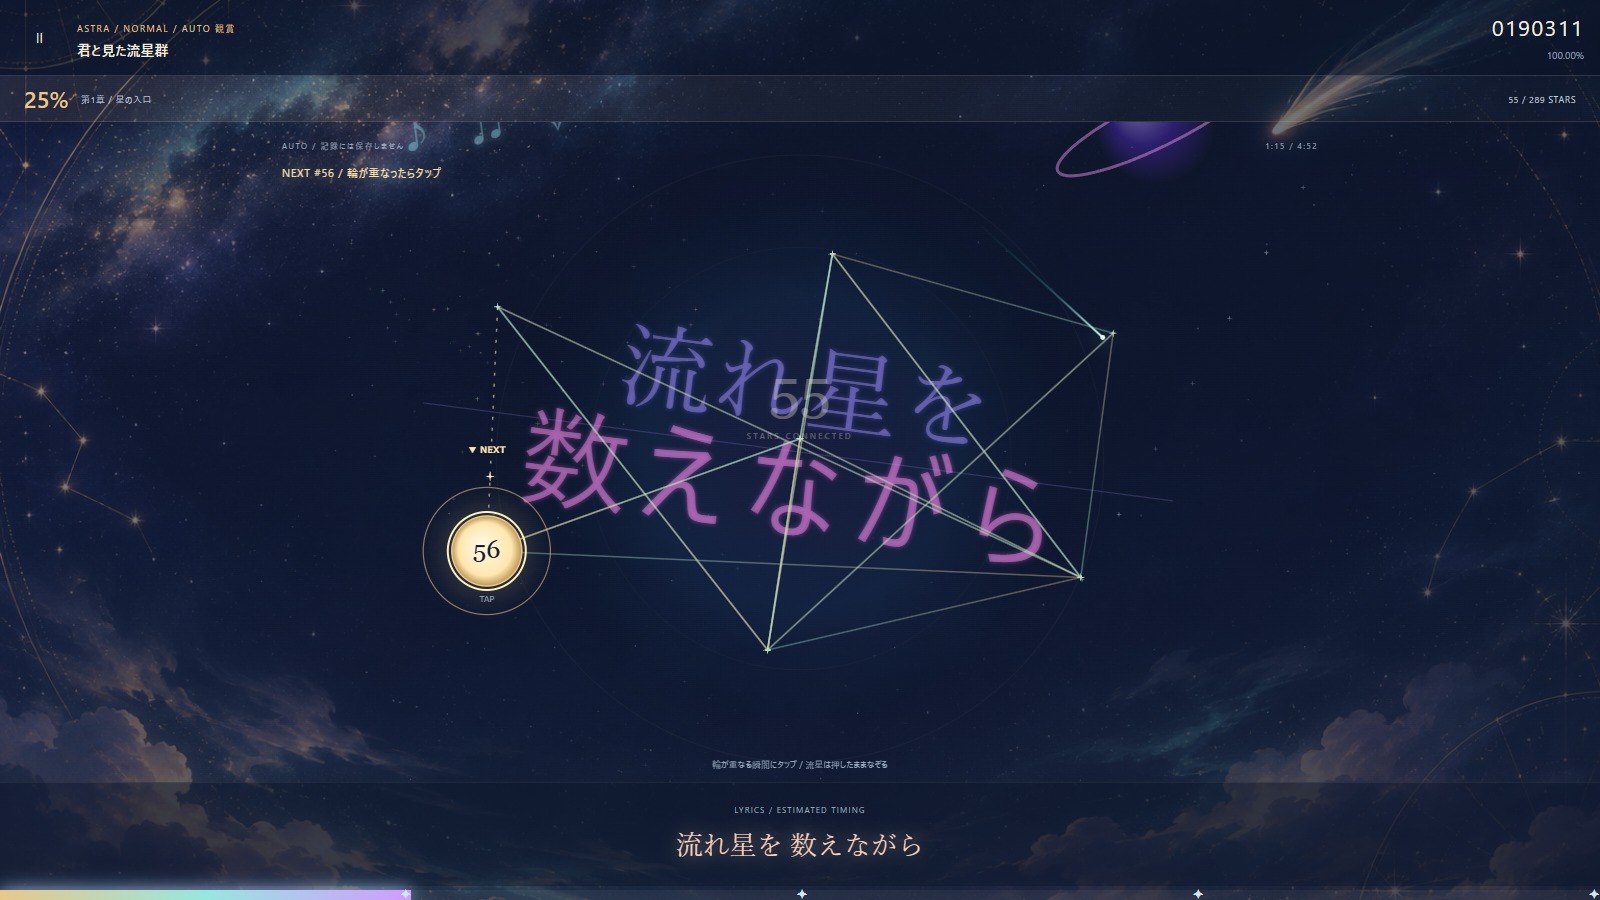 ASTRA / NORMAL / AUTO 観賞
君と見た流星群
0190311
100.00%
25%
第1章 / 星の入口
55 / 289 STARS
AUTO / 記録には保存しません
1:15 / 4:52
NEXT #56 / 輪が重なったらタップ
流れ星を
55
STARS CONNECTED
数えながら
▼ NEXT
56
TAP
輪が重なる瞬間にタップ / 流星は押したままなぞる
LYRICS / ESTIMATED TIMING
流れ星を 数えながら